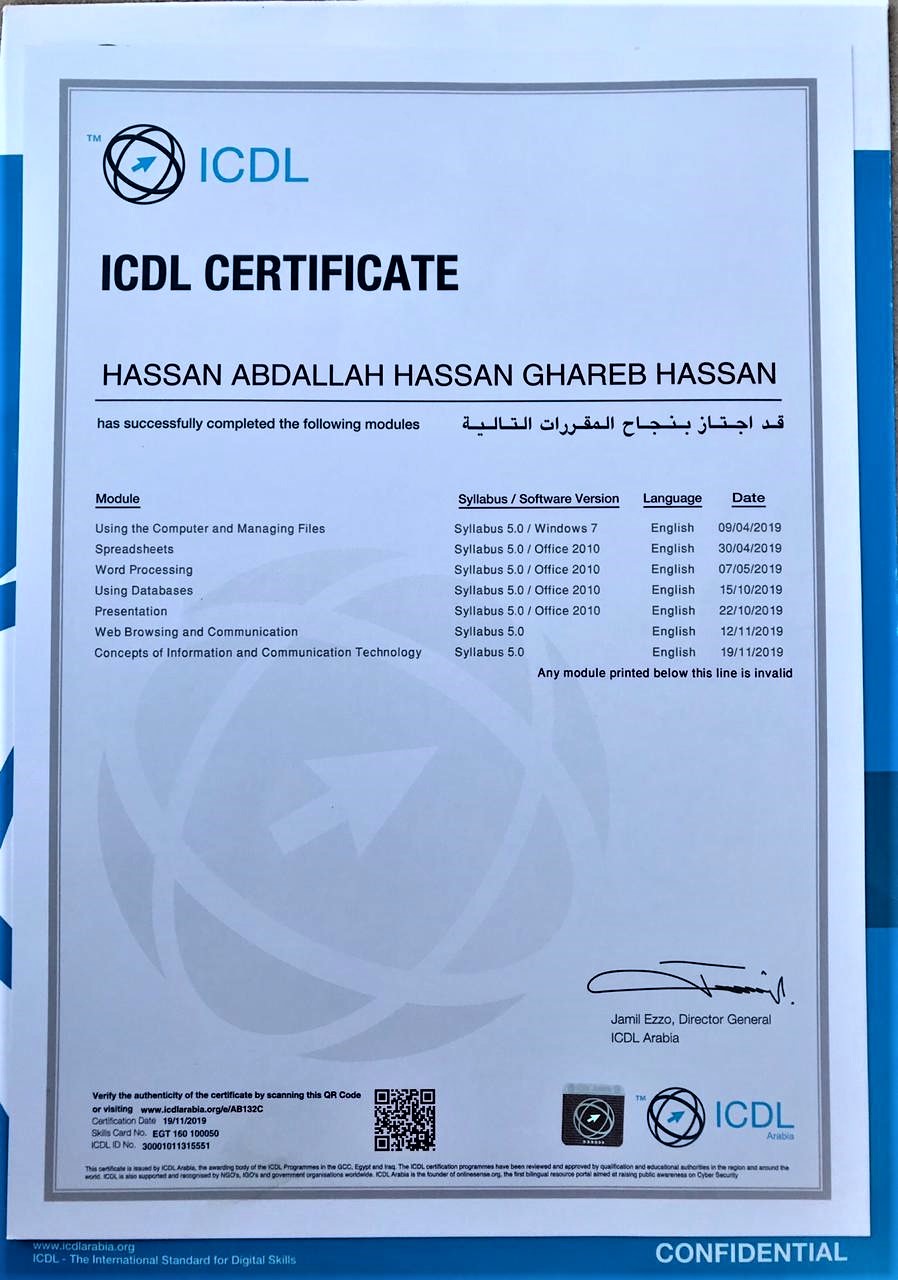 TM
ICDL
ICDL CERTIFICATE
HASSAN ABDALLAH HASSAN GHAREB HASSAN
has successfully completed the following modules قد اجتاز بنجاح المقررات التالية
Module Syllabus / Software Version Language Date
Using the Computer and Managing Files Syllabus 5.0 / Windows 7 English 09/04/2019
Spreadsheets Syllabus 5.0 / Office 2010 English 30/04/2019
Word Processing Syllabus 5.0 / Office 2010 English 07/05/2019
Using Databases Syllabus 5.0 / Office 2010 English 15/10/2019
Presentation Syllabus 5.0 / Office 2010 English 22/10/2019
Web Browsing and Communication Syllabus 5.0 English 12/11/2019
Concepts of Information and Communication Technology Syllabus 5.0 English 19/11/2019
Any module printed below this line is invalid
Jamil Ezzo, Director General
ICDL Arabia
Verify the authenticity of the certificate by scanning this QR Code
or visiting www.icdlarabia.org/e/AB132C
Certification Date 19/11/2019
Skills Card No. EGT 160 100050
ICDL ID No. 30001011315551
TM
ICDL
Arabia
This certificate is issued by ICDL Arabia, the awarding body of the ICDL Programmes in the GCC, Egypt and Iraq. The ICDL certification programmes have been reviewed and approved by qualification and educational authorities in the region and around the
world. ICDL is also supported and recognised by NGO's, IGO's and government organisations worldwide. ICDL Arabia is the founder of onlinesense.org, the first bilingual resource portal aimed at raising public awareness on Cyber Security
www.icdlarabia.org
ICDL - The International Standard for Digital Skills
CONFIDENTIAL